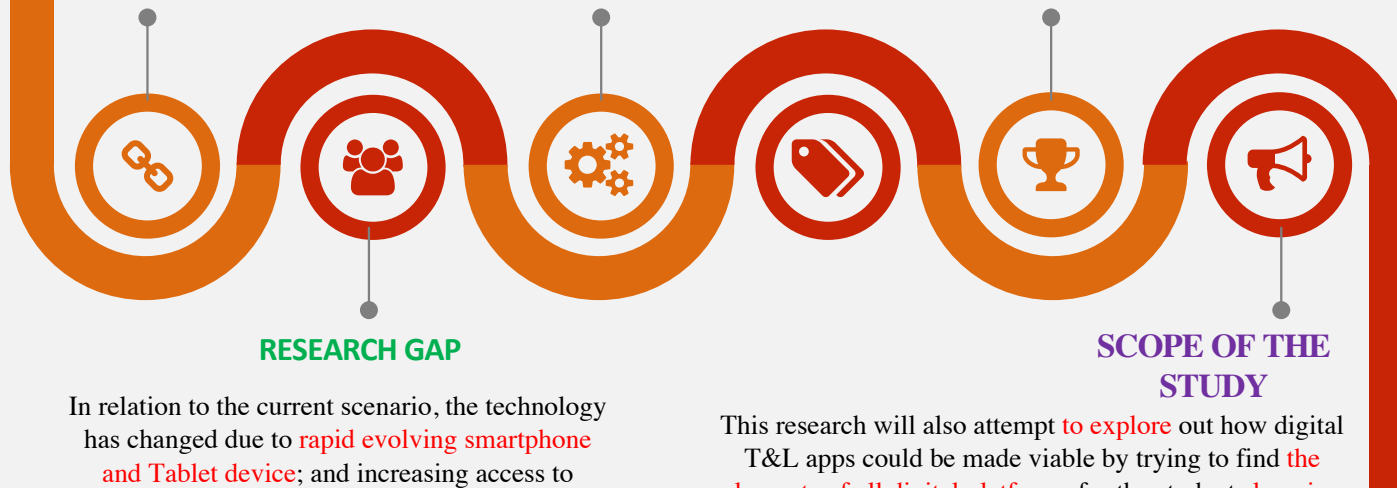 RESEARCH GAP
In relation to the current scenario, the technology
has changed due to rapid evolving smartphone
and Tablet device; and increasing access to
SCOPE OF THE
STUDY
This research will also attempt to explore out how digital
T&L apps could be made viable by trying to find the